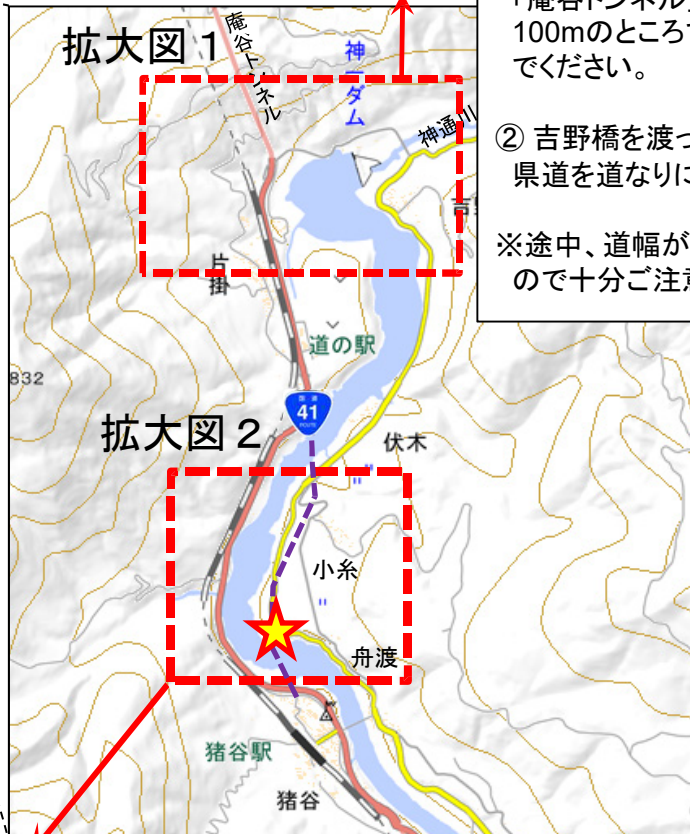 「庵谷トンネル」
100mのところで
でください。
② 吉野橋を渡っ
県道を道なりに
※途中、道幅が
ので十分ご注意
拡大図１
庵谷トンネル
神一ダム
神通川
片掛
道の駅
832
国道
41
ROUTE
拡大図２
伏木
小糸
舟渡
猪谷駅
猪谷